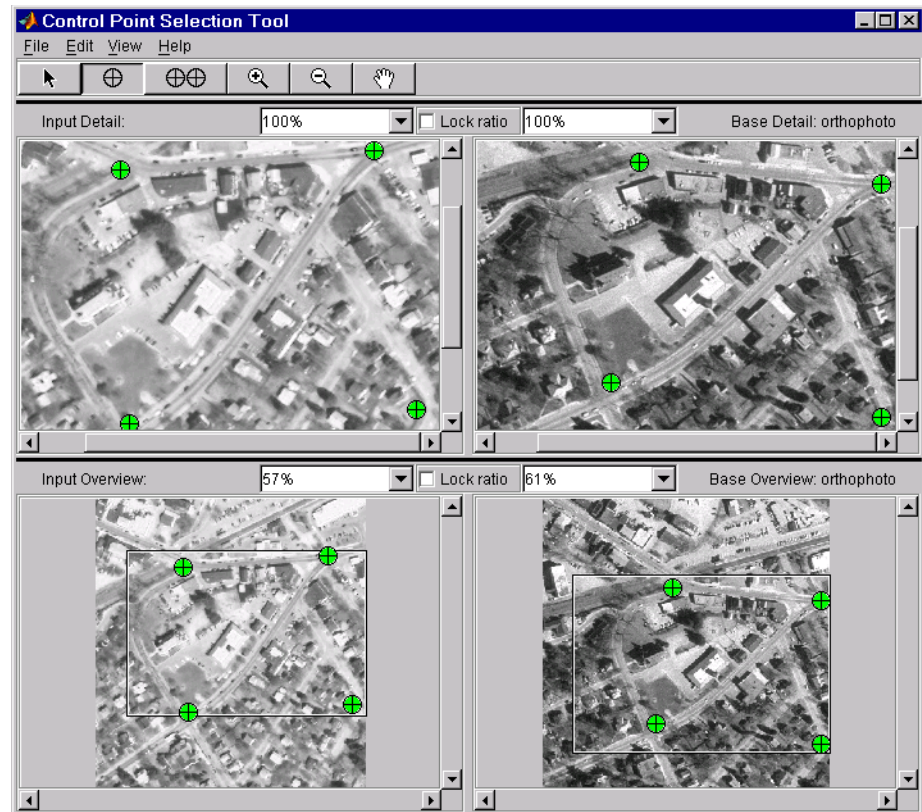 Control Point Selection Tool
File Edit View Help
Input Detail: 100% Lock ratio 100% Base Detail: orthophoto
Input Overview: 57% Lock ratio 61% Base Overview: orthophoto